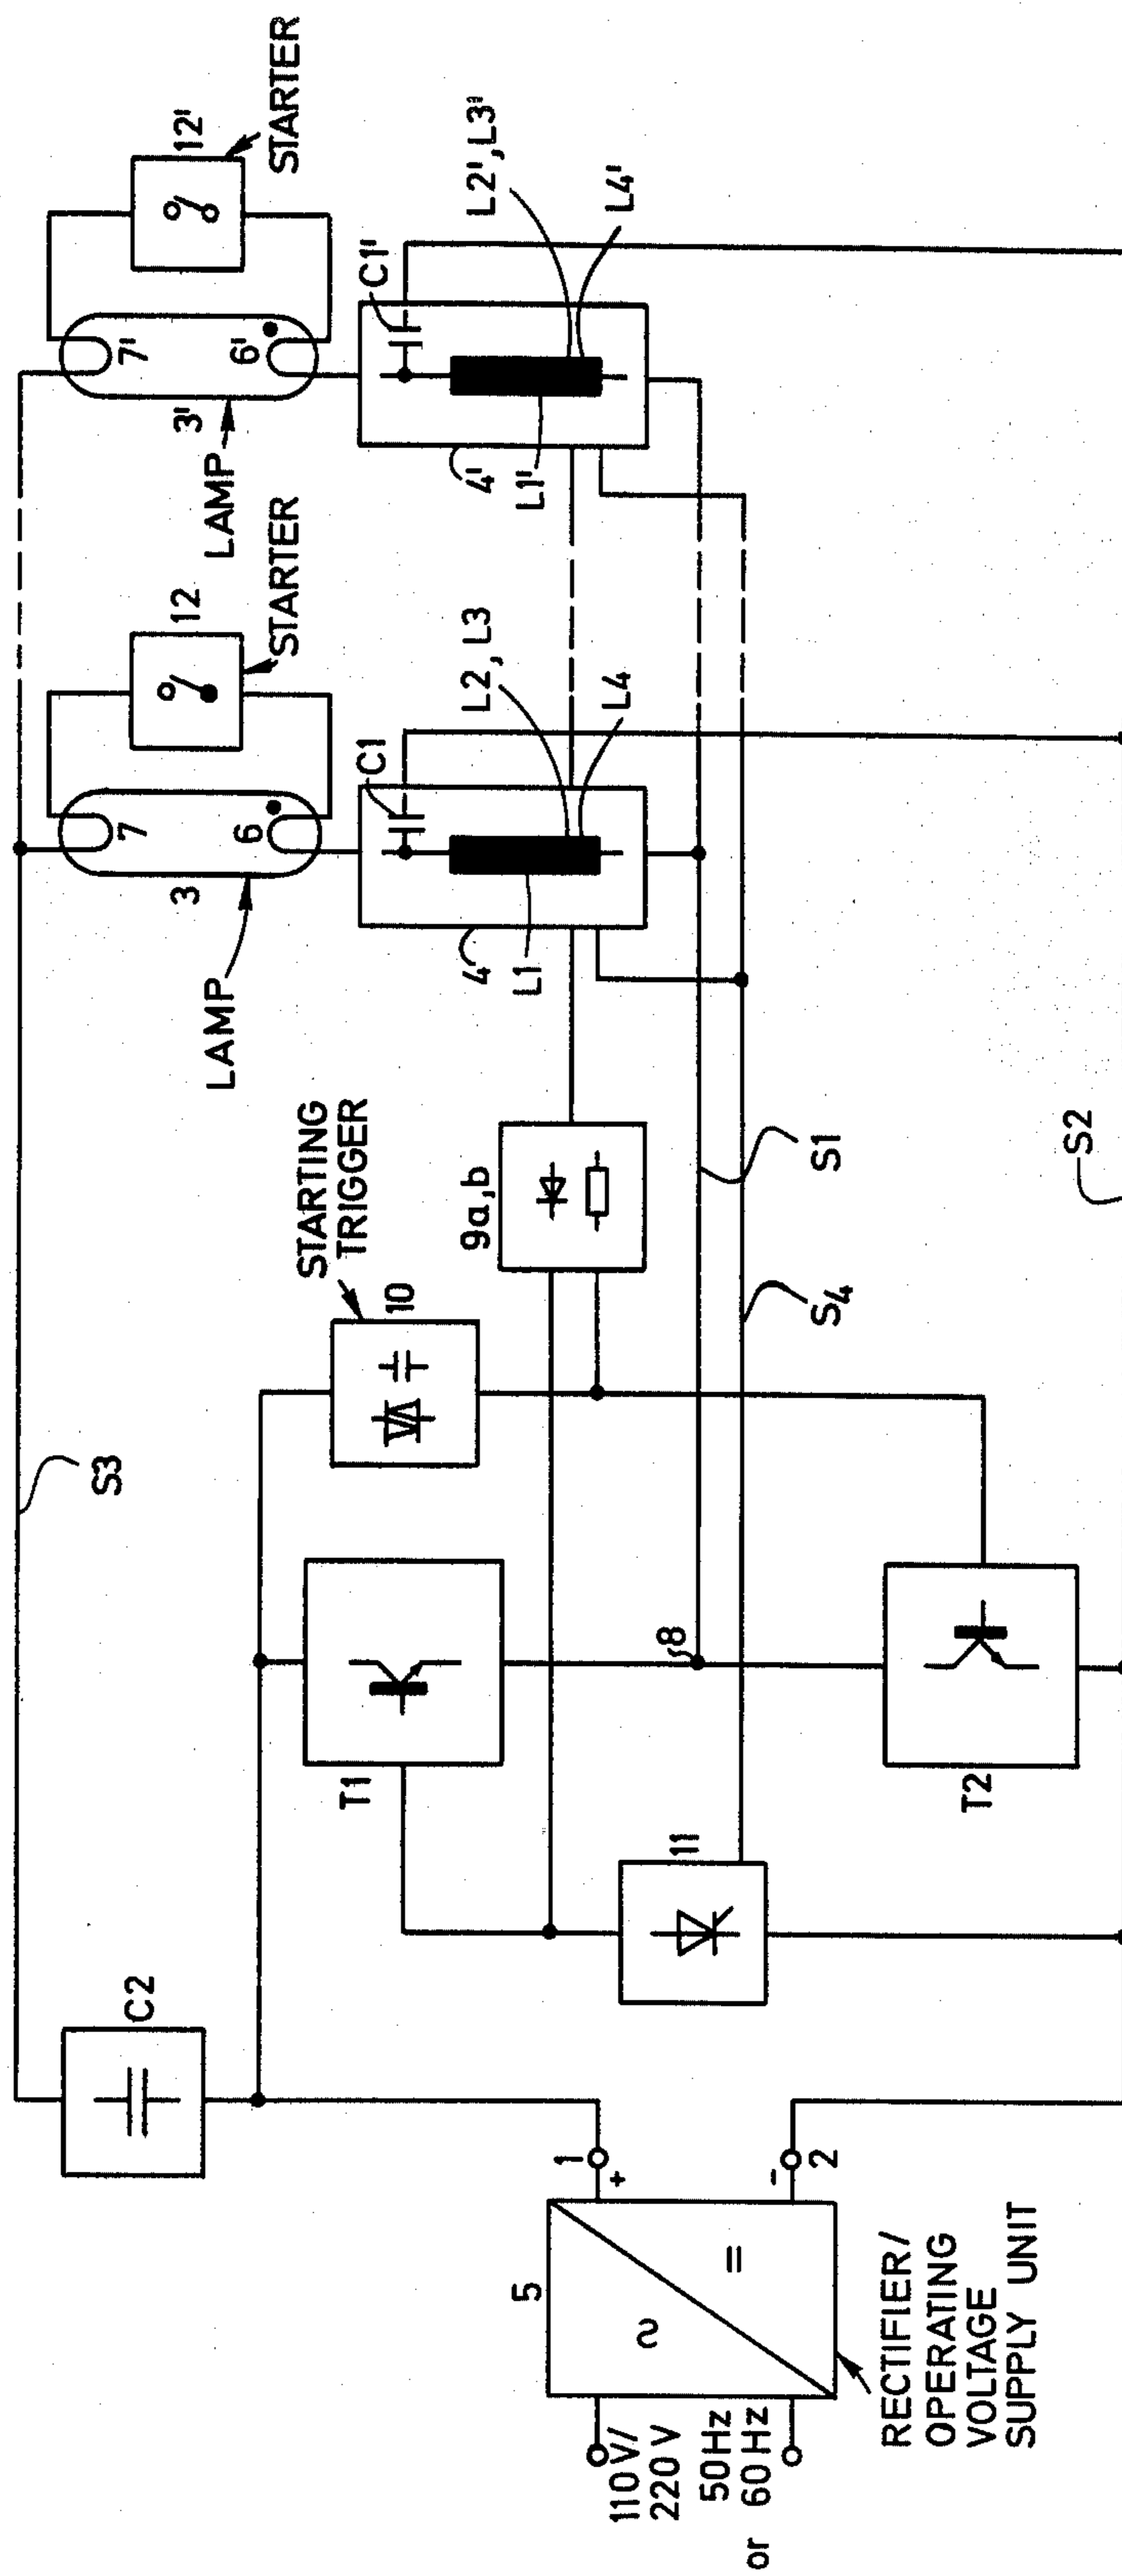 S3
C2
STARTING
TRIGGER
10
T1
8
11
T2
9a,b
S1
S4
S2
LAMP
3
7
6
12
STARTER
C1
4
L1
L2, L3
L4
LAMP
3'
7'
6'
12'
STARTER
C1'
4'
L1'
L2', L3'
L4'
5
~
=
1
+
-
2
110V/
220 V
50Hz
or 60Hz
RECTIFIER/
OPERATING
VOLTAGE
SUPPLY UNIT